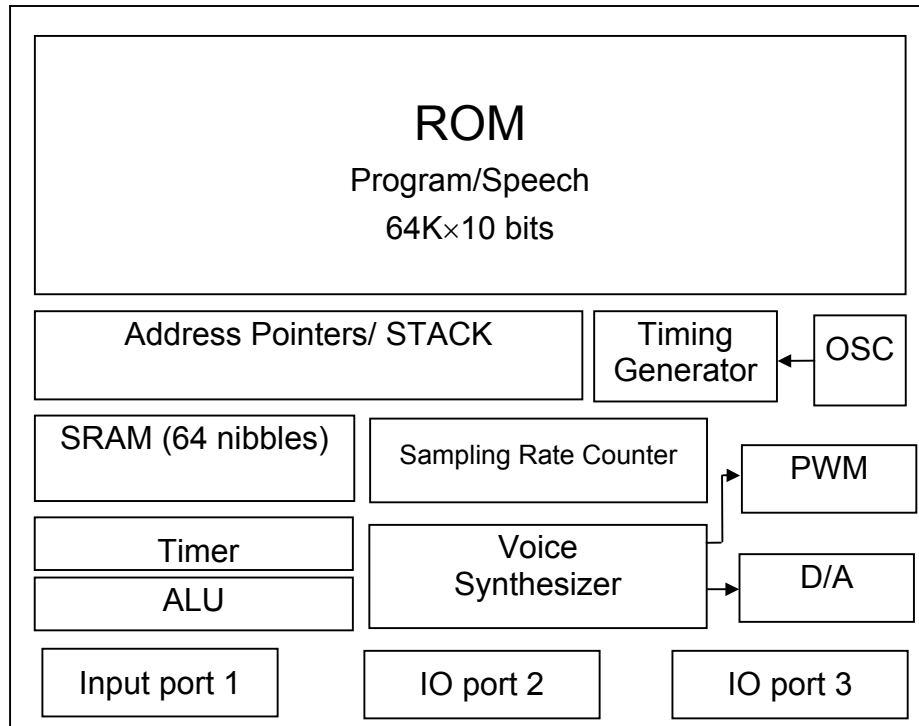 ROM
Program/Speech
64K×10 bits
Address Pointers/ STACK
Timing
Generator
OSC
SRAM (64 nibbles)
Sampling Rate Counter
PWM
Timer
Voice
Synthesizer
D/A
ALU
Input port 1
IO port 2
IO port 3